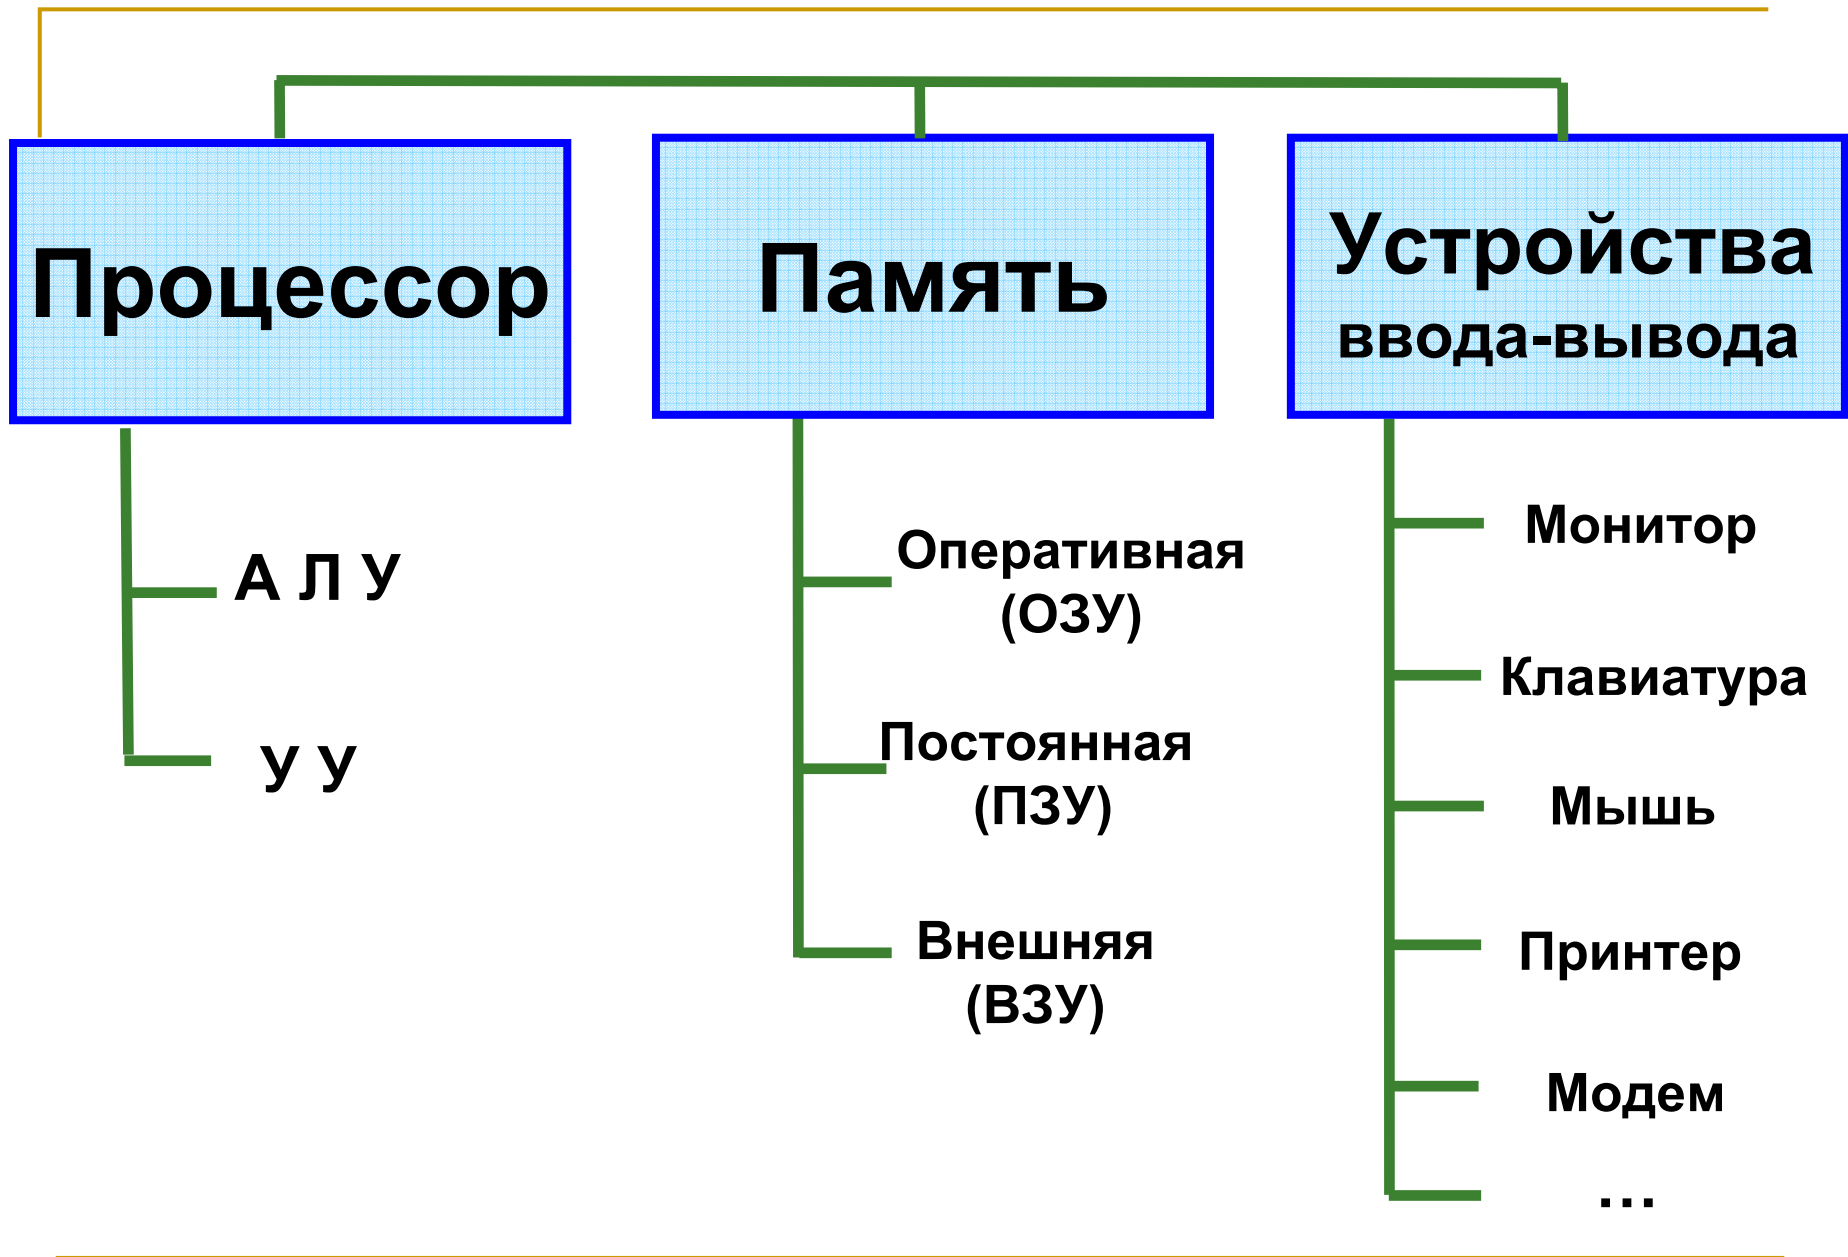 Процессор
А Л У
У У
Память
Оперативная
(ОЗУ)
Постоянная
(ПЗУ)
Внешняя
(ВЗУ)
Устройства
ввода-вывода
Монитор
Клавиатура
Мышь
Принтер
Модем
...